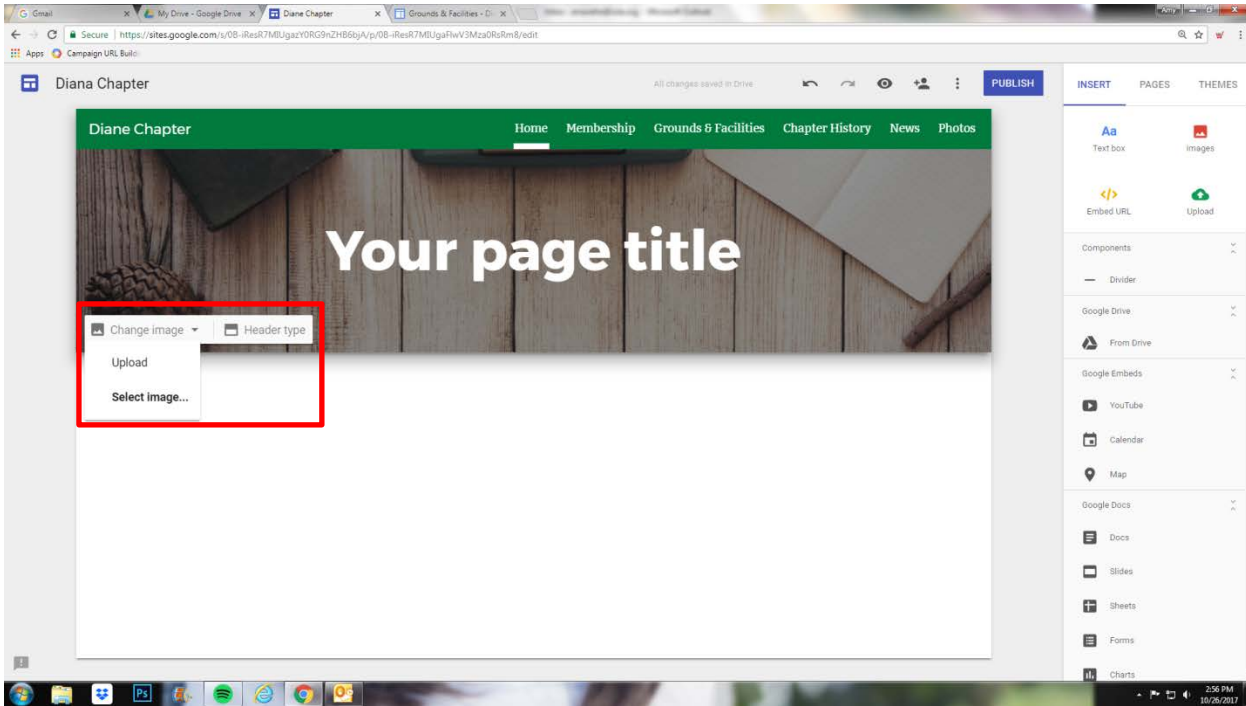 Gmail
My Drive - Google Drive
Diane Chapter
Grounds & Facilities - Di
Amy
Secure | https://sites.google.com/s/0B-iResR7MIUgazY0RG9nZHB6bjA/p/0B-iResR7MIUgaFlwV3Mza0RsRm8/edit
Apps Campaign URL Build
Diana Chapter
All changes saved in Drive
PUBLISH
INSERT PAGES THEMES
Diane Chapter
Home Membership Grounds & Facilities Chapter History News Photos
Your page title
Change image
Header type
Upload
Select image...
Aa
Text box
Images
</>
Embed URL
Upload
Components
Divider
Google Drive
From Drive
Google Embeds
YouTube
Calendar
Map
Google Docs
Docs
Slides
Sheets
Forms
Charts
Ps
2:56 PM
10/26/2017